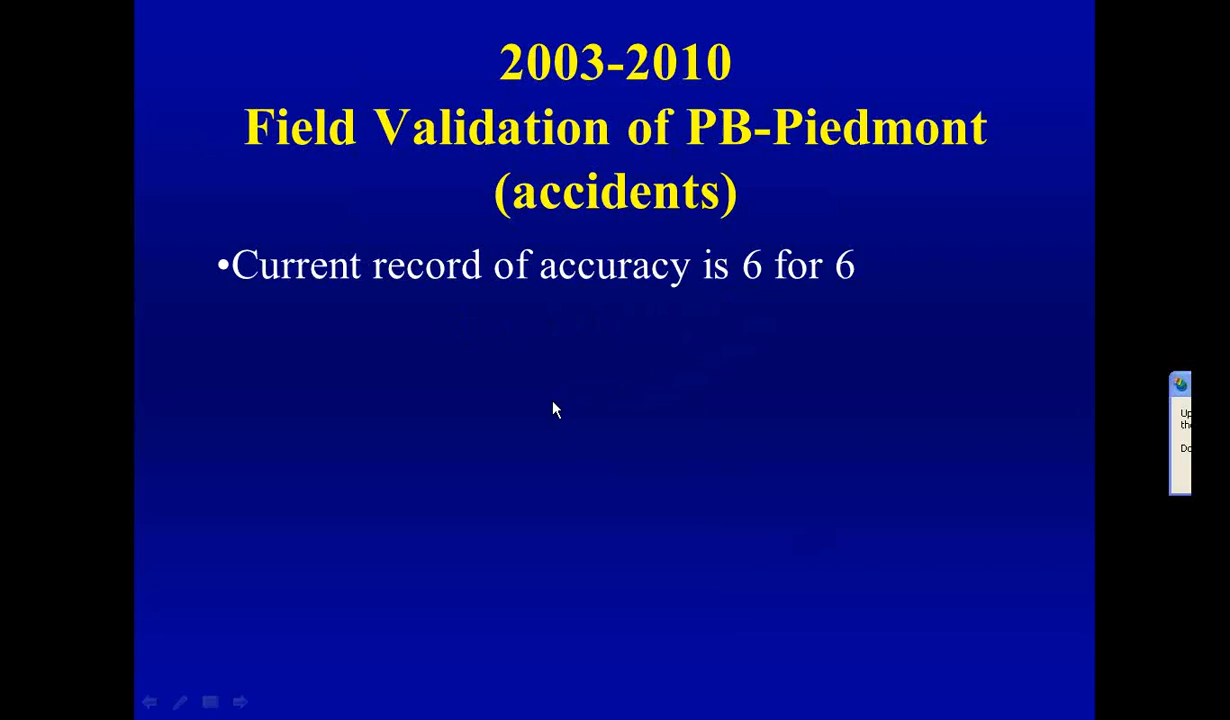 2003-2010
Field Validation of PB-Piedmont
(accidents)
•Current record of accuracy is 6 for 6